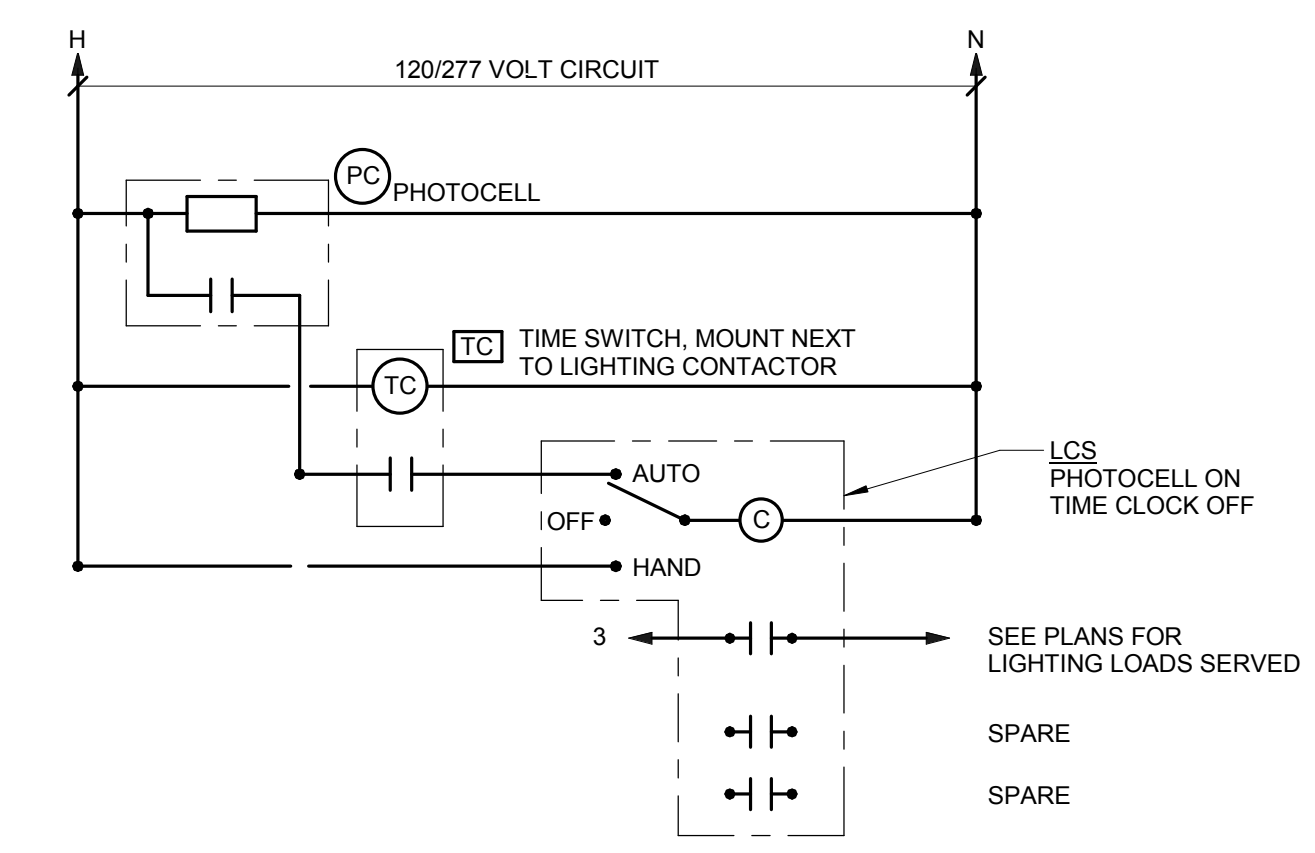 H
N
120/277 VOLT CIRCUIT
PC
PHOTOCELL
TC
TIME SWITCH, MOUNT NEXT
TO LIGHTING CONTACTOR
TC
AUTO
LCS
PHOTOCELL ON
TIME CLOCK OFF
OFF
C
HAND
3
SEE PLANS FOR
LIGHTING LOADS SERVED
SPARE
SPARE